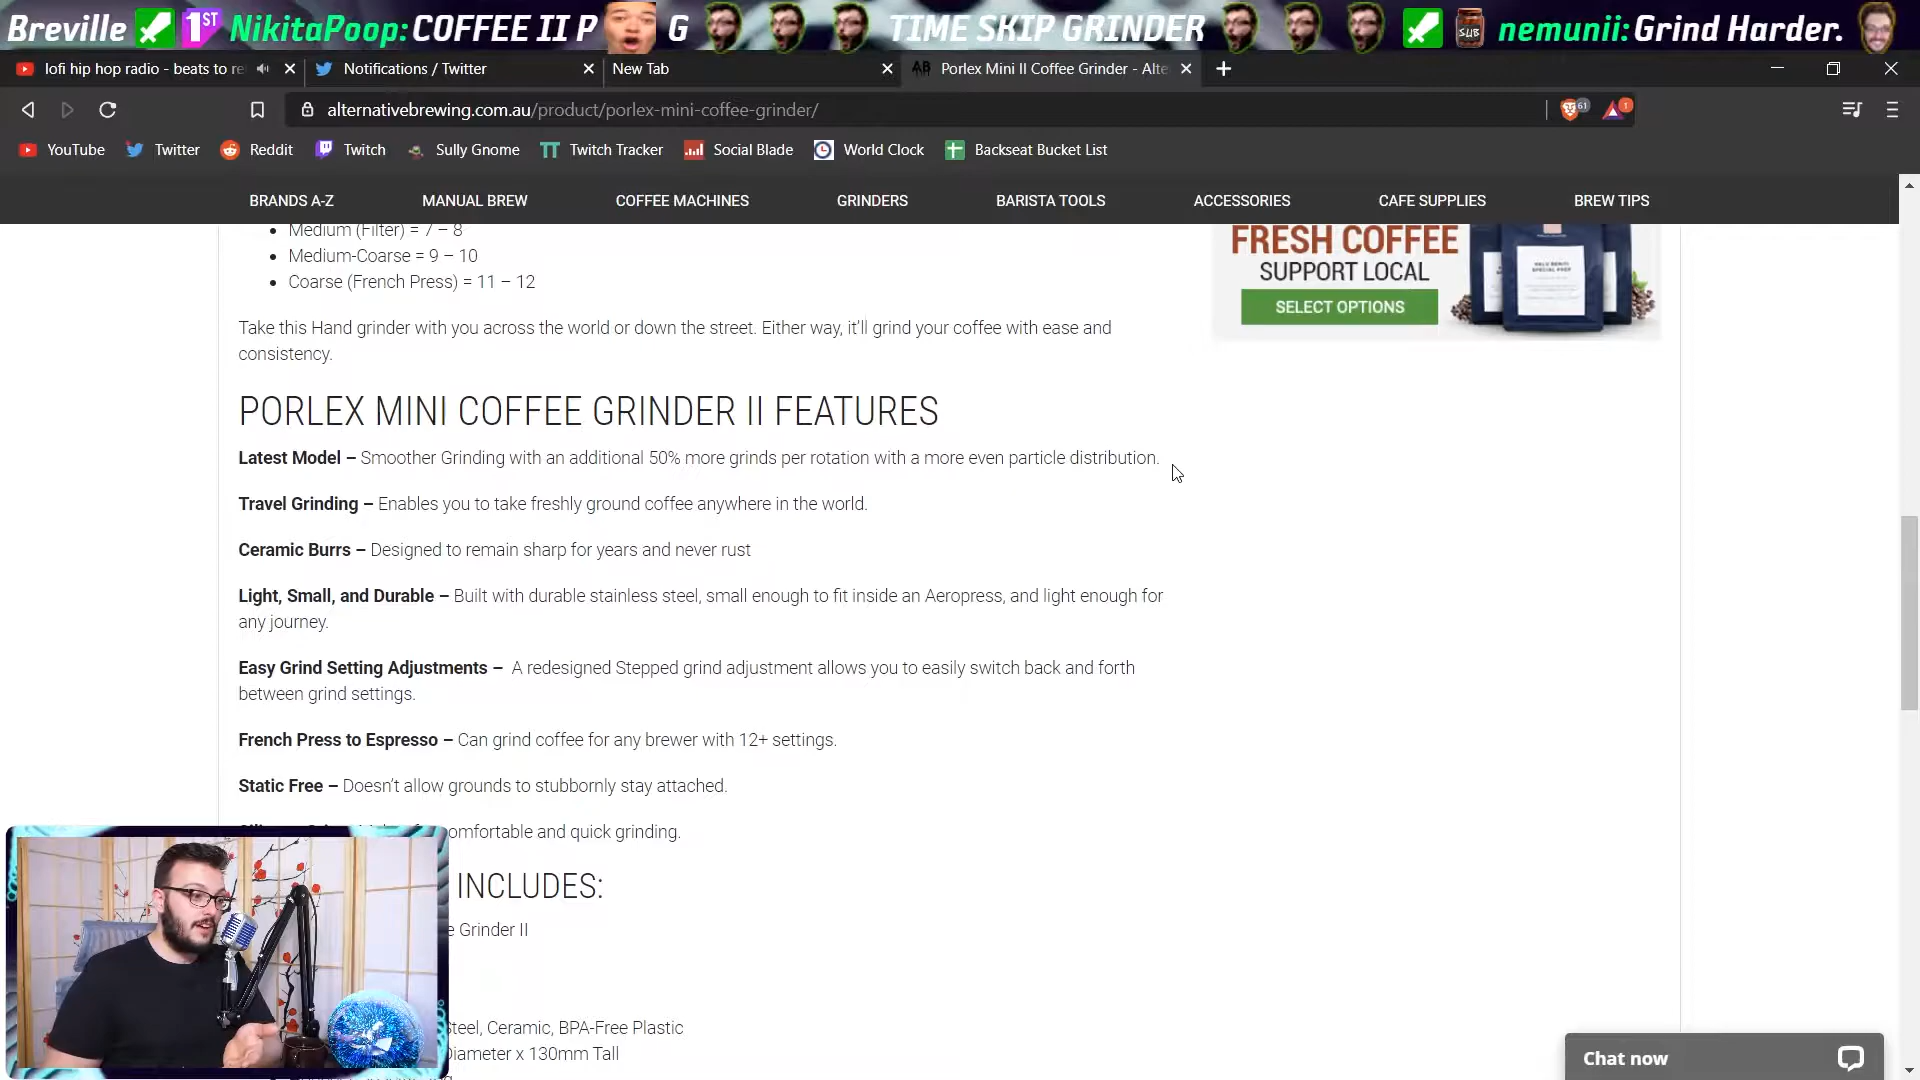 Breville 1ST NikitaPoop: COFFEE II P G TIME SKIP GRINDER SUB nemunii: Grind Harder.
lofi hip hop radio - beats to re Notifications / Twitter New Tab AB Porlex Mini II Coffee Grinder - Alte
alternativebrewing.com.au/product/porlex-mini-coffee-grinder/ 61 1
YouTube Twitter Reddit Twitch Sully Gnome Twitch Tracker Social Blade World Clock Backseat Bucket List
BRANDS A-Z MANUAL BREW COFFEE MACHINES GRINDERS BARISTA TOOLS ACCESSORIES CAFE SUPPLIES BREW TIPS
Medium (Filter) = 7 – 8
Medium-Coarse = 9 – 10
Coarse (French Press) = 11 – 12
FRESH COFFEE
SUPPORT LOCAL
SELECT OPTIONS
Take this Hand grinder with you across the world or down the street. Either way, it’ll grind your coffee with ease and
consistency.
PORLEX MINI COFFEE GRINDER II FEATURES
Latest Model – Smoother Grinding with an additional 50% more grinds per rotation with a more even particle distribution.
Travel Grinding – Enables you to take freshly ground coffee anywhere in the world.
Ceramic Burrs – Designed to remain sharp for years and never rust
Light, Small, and Durable – Built with durable stainless steel, small enough to fit inside an Aeropress, and light enough for
any journey.
Easy Grind Setting Adjustments – A redesigned Stepped grind adjustment allows you to easily switch back and forth
between grind settings.
French Press to Espresso – Can grind coffee for any brewer with 12+ settings.
Static Free – Doesn’t allow grounds to stubbornly stay attached.
omfortable and quick grinding.
INCLUDES:
e Grinder II
Steel, Ceramic, BPA-Free Plastic
Diameter x 130mm Tall
Chat now